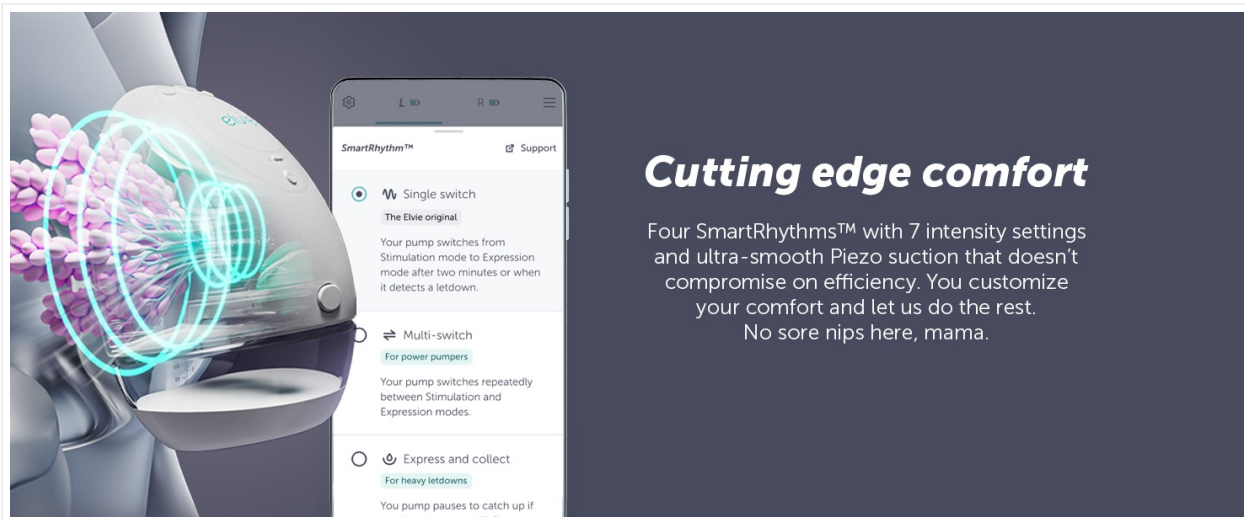 elvie
L
R
SmartRhythm™
Support
Single switch
The Elvie original
Your pump switches from
Stimulation mode to Expression
mode after two minutes or when
it detects a letdown.
Multi-switch
For power pumpers
Your pump switches repeatedly
between Stimulation and
Expression modes.
Express and collect
For heavy letdowns
You pump pauses to catch up if
Cutting edge comfort
Four SmartRhythms™ with 7 intensity settings
and ultra-smooth Piezo suction that doesn’t
compromise on efficiency. You customize
your comfort and let us do the rest.
No sore nips here, mama.